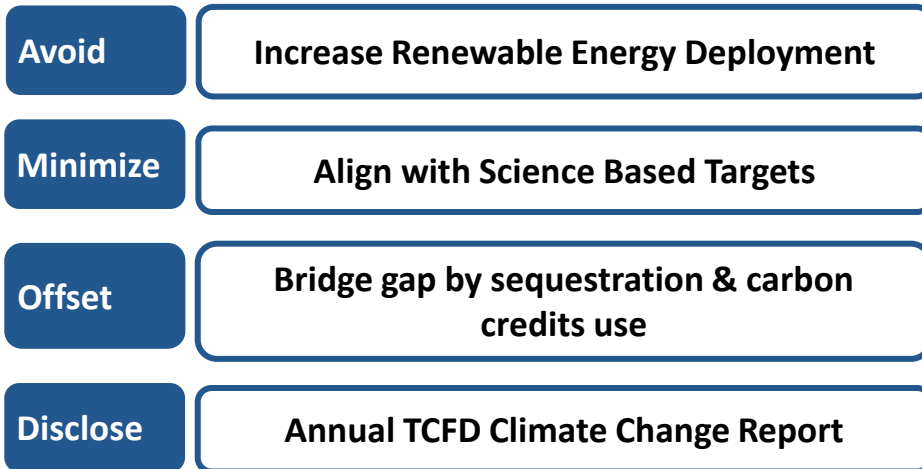 Avoid
Increase Renewable Energy Deployment
Minimize
Align with Science Based Targets
Offset
Bridge gap by sequestration & carbon
credits use
Disclose
Annual TCFD Climate Change Report